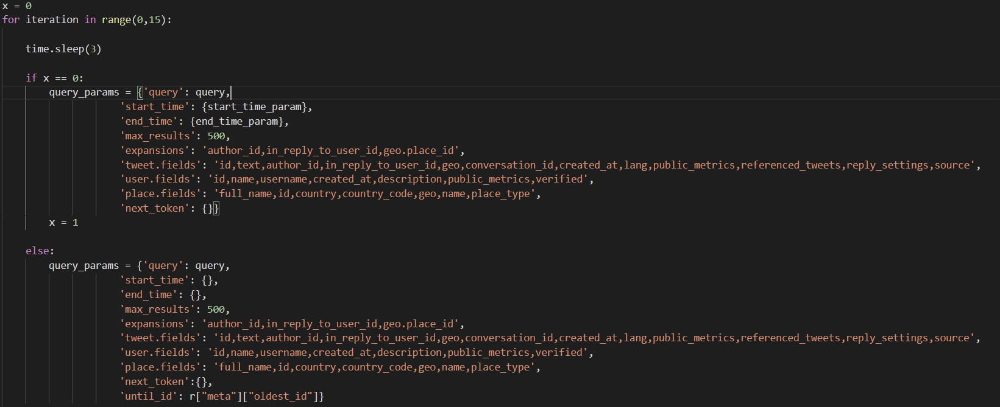 x = 0
for iteration in range(0,15):
time.sleep(3)
if x == 0:
query_params = {'query': query,
'start_time': {start_time_param},
'end_time': {end_time_param},
'max_results': 500,
'expansions': 'author_id,in_reply_to_user_id,geo.place_id',
'tweet.fields': 'id,text,author_id,in_reply_to_user_id,geo,conversation_id,created_at,lang,public_metrics,referenced_tweets,reply_settings,source',
'user.fields': 'id,name,username,created_at,description,public_metrics,verified',
'place.fields': 'full_name,id,country,country_code,geo,name,place_type',
'next_token': {}}
x = 1
else:
query_params = {'query': query,
'start_time': {},
'end_time': {},
'max_results': 500,
'expansions': 'author_id,in_reply_to_user_id,geo.place_id',
'tweet.fields': 'id,text,author_id,in_reply_to_user_id,geo,conversation_id,created_at,lang,public_metrics,referenced_tweets,reply_settings,source',
'user.fields': 'id,name,username,created_at,description,public_metrics,verified',
'place.fields': 'full_name,id,country,country_code,geo,name,place_type',
'next_token':{},
'until_id': r["meta"]["oldest_id"]}